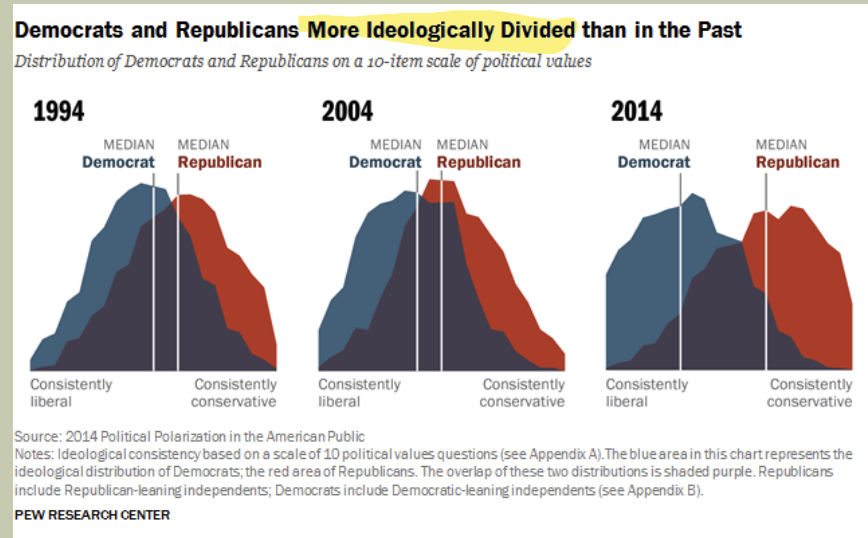 Democrats and Republicans More Ideologically Divided than in the Past
Distribution of Democrats and Republicans on a 10-item scale of political values
1994
MEDIAN MEDIAN
Democrat Republican
Consistently Consistently
liberal conservative
2004
MEDIAN MEDIAN
Democrat Republican
Consistently Consistently
liberal conservative
2014
MEDIAN MEDIAN
Democrat Republican
Consistently Consistently
liberal conservative
Source: 2014 Political Polarization in the American Public
Notes: Ideological consistency based on a scale of 10 political values questions (see Appendix A).The blue area in this chart represents the
ideological distribution of Democrats; the red area of Republicans. The overlap of these two distributions is shaded purple. Republicans
include Republican-leaning independents; Democrats include Democratic-leaning independents (see Appendix B).
PEW RESEARCH CENTER